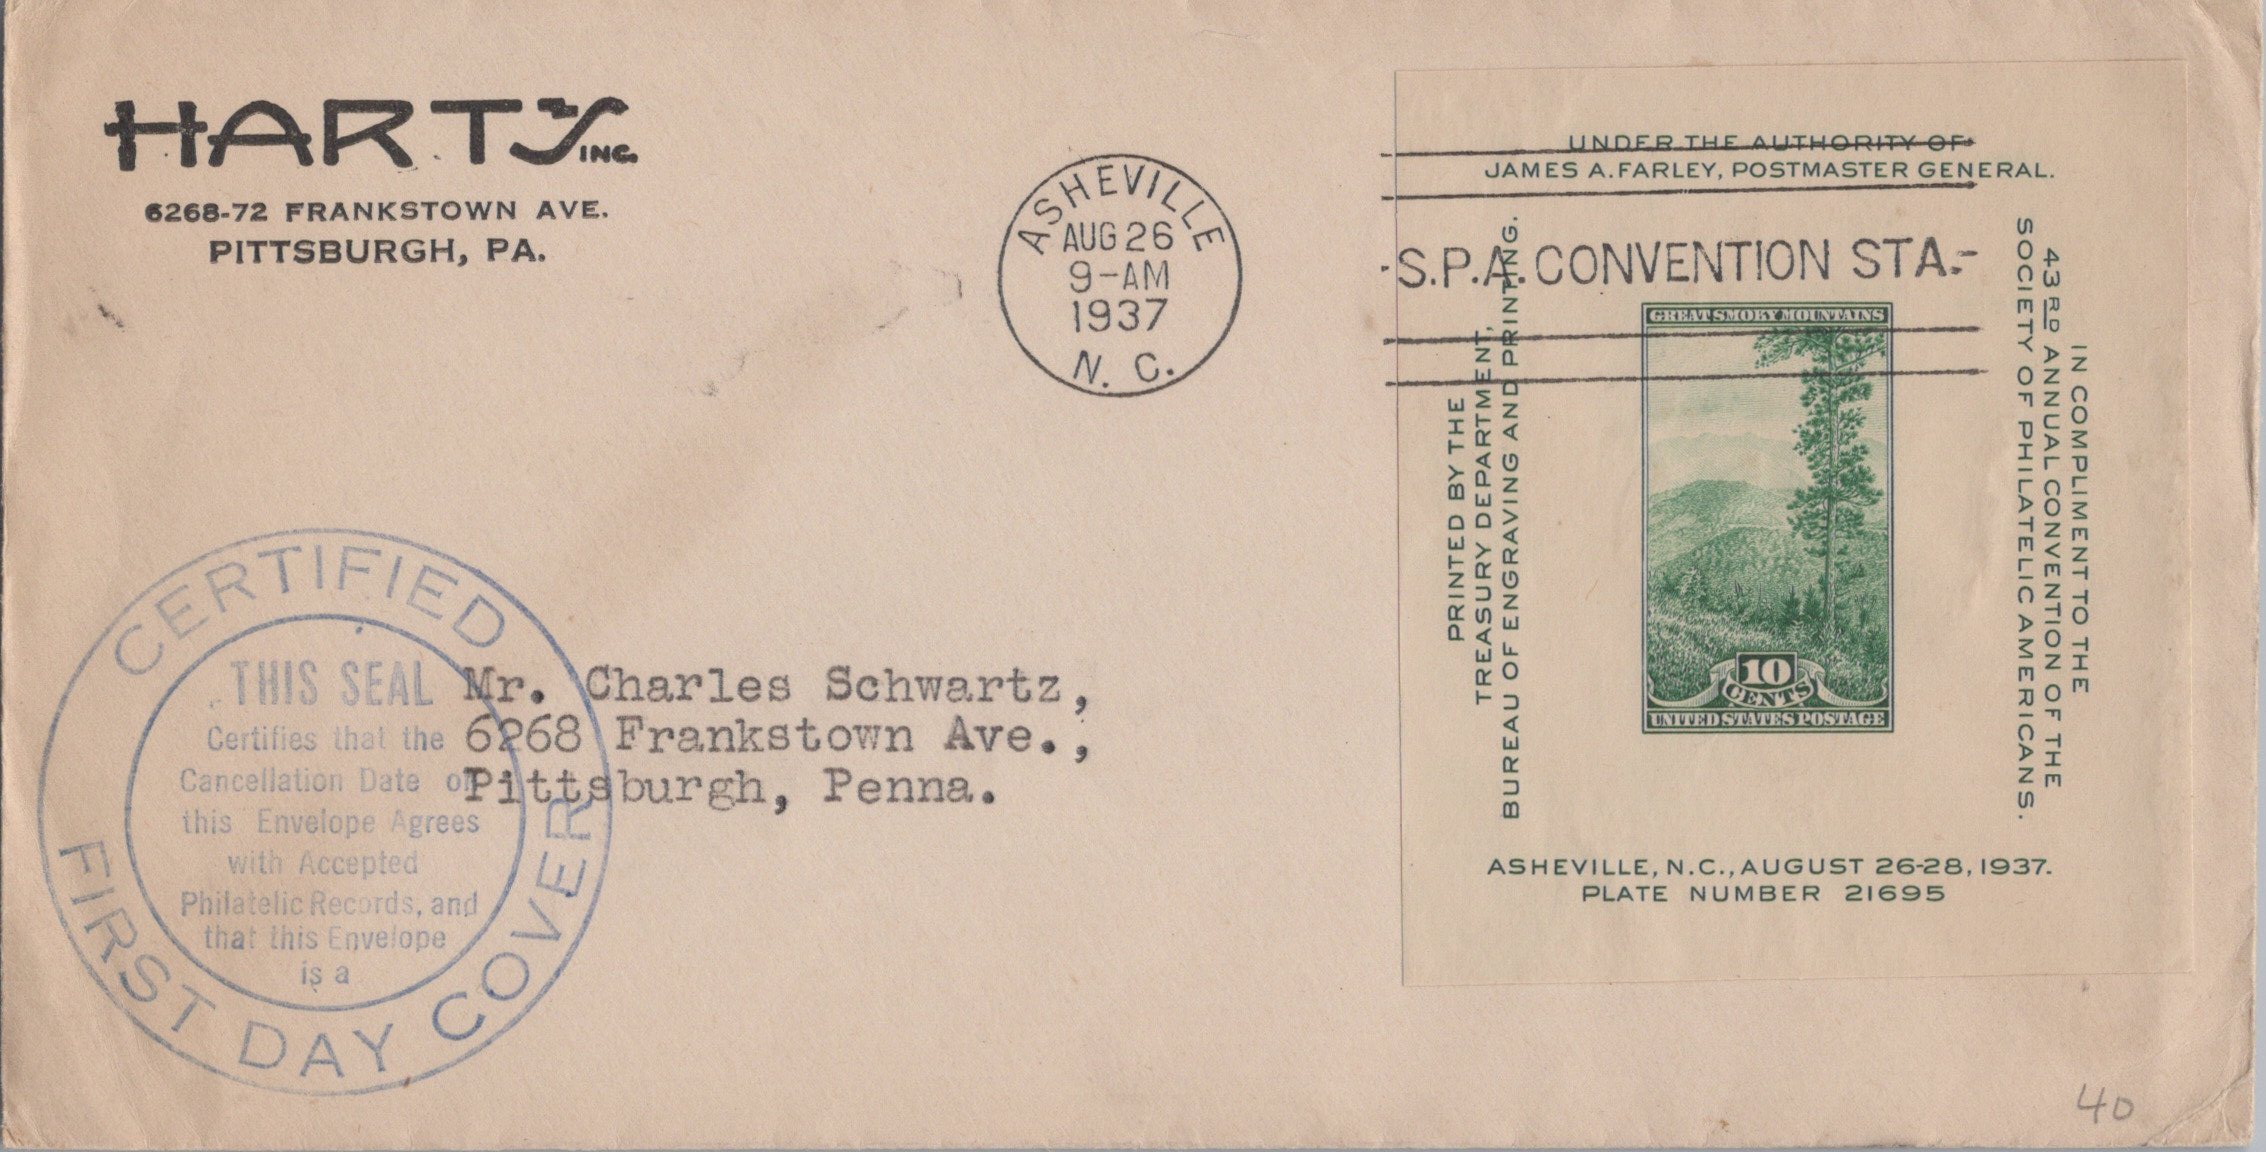 HARTS INC.
6268-72 FRANKSTOWN AVE.
PITTSBURGH, PA.
ASHEVILLE
AUG 26
9-AM
1937
N. C.
S.P.A. CONVENTION STA.
UNDER THE AUTHORITY OF
JAMES A. FARLEY, POSTMASTER GENERAL.
PRINTED BY THE
TREASURY DEPARTMENT,
BUREAU OF ENGRAVING AND PRINTING.
GREAT SMOKY MOUNTAINS
10
CENTS
UNITED STATES POSTAGE
IN COMPLIMENT TO THE
43RD ANNUAL CONVENTION OF THE
SOCIETY OF PHILATELIC AMERICANS.
ASHEVILLE, N.C., AUGUST 26-28, 1937.
PLATE NUMBER 21695
CERTIFIED
THIS SEAL
Certifies that the
Cancellation Date on
this Envelope Agrees
with Accepted
Philatelic Records, and
that this Envelope
is a
FIRST DAY COVER
Mr. Charles Schwartz,
6268 Frankstown Ave.,
Pittsburgh, Penna.
40